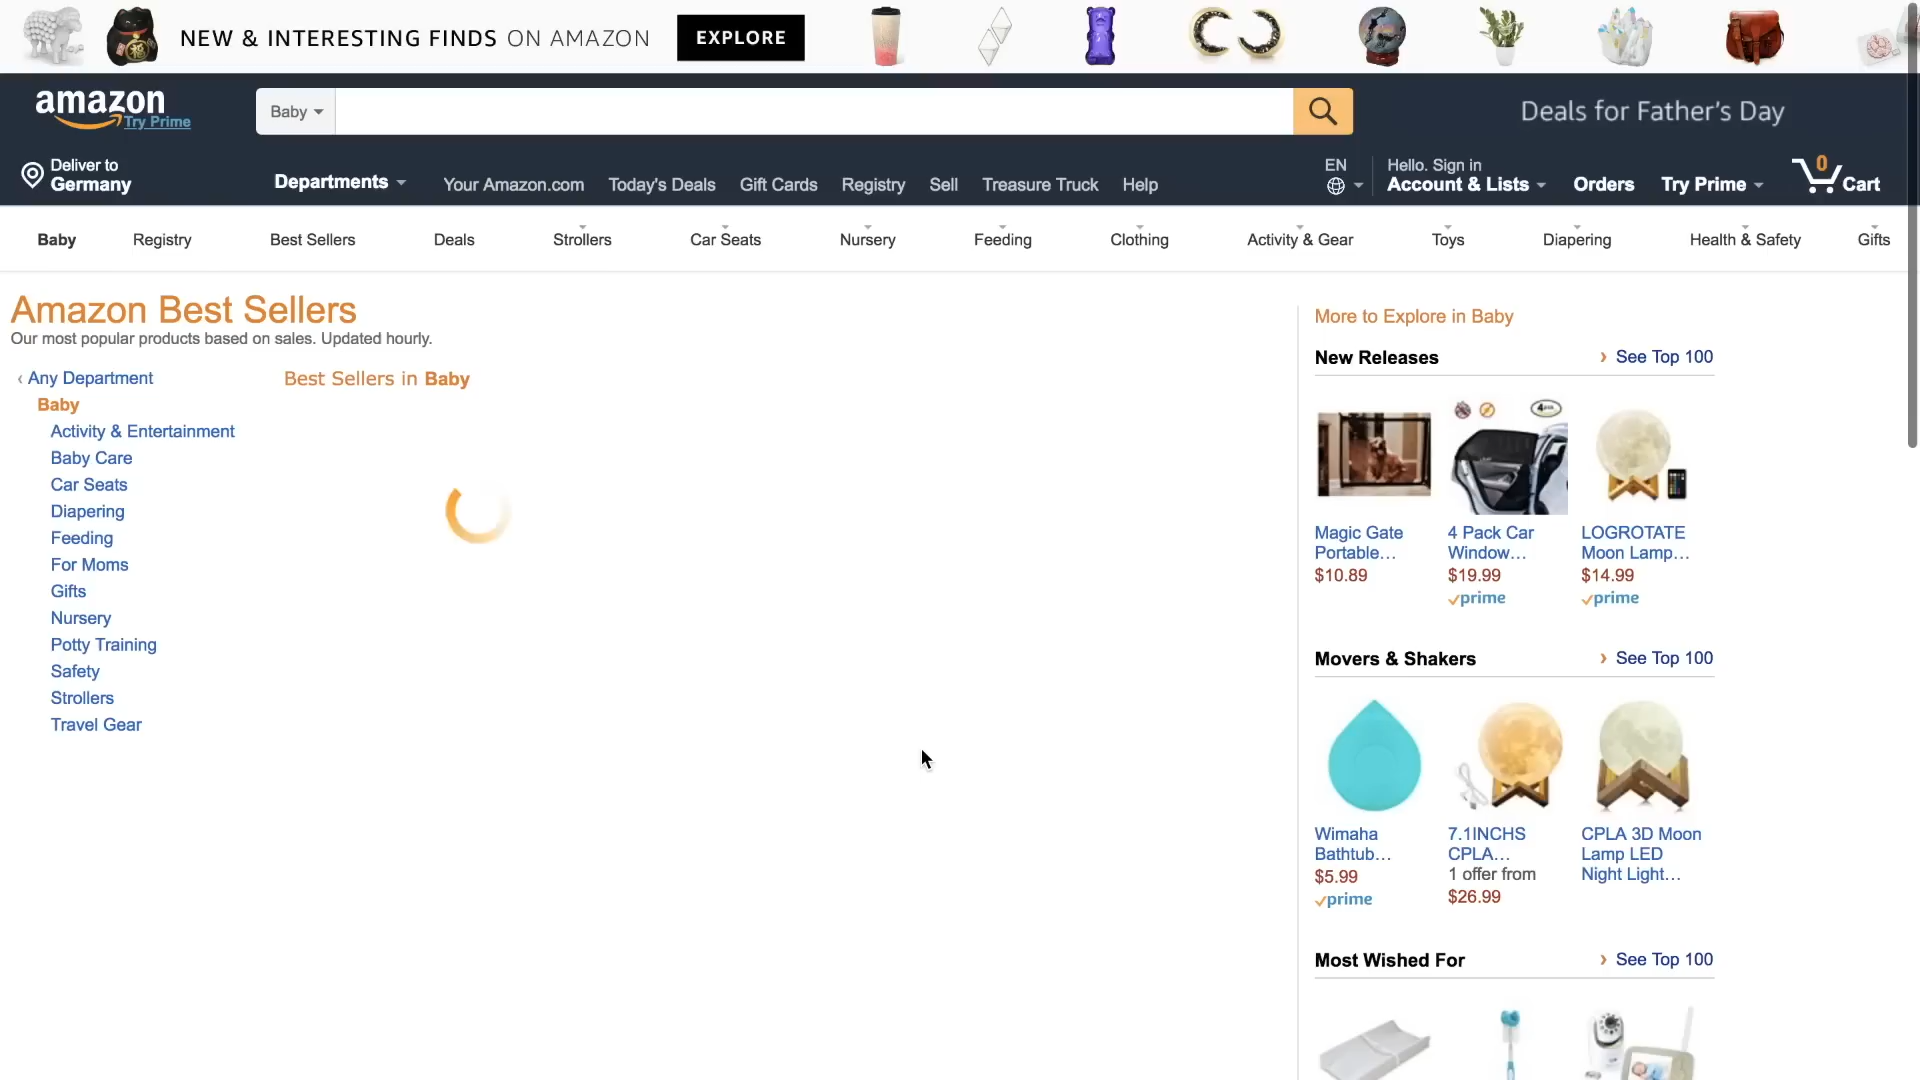 NEW & INTERESTING FINDS ON AMAZON EXPLORE
amazon
Try Prime
Baby
Deals for Father's Day
Deliver to
Germany
Departments
Your Amazon.com Today's Deals Gift Cards Registry Sell Treasure Truck Help
EN
Hello. Sign in
Account & Lists
Orders
Try Prime
0
Cart
Baby Registry Best Sellers Deals Strollers Car Seats Nursery Feeding Clothing Activity & Gear Toys Diapering Health & Safety Gifts
Amazon Best Sellers
Our most popular products based on sales. Updated hourly.
‹ Any Department
Baby
Activity & Entertainment
Baby Care
Car Seats
Diapering
Feeding
For Moms
Gifts
Nursery
Potty Training
Safety
Strollers
Travel Gear
Best Sellers in Baby
More to Explore in Baby
New Releases › See Top 100
4pcs
Magic Gate
Portable…
$10.89
4 Pack Car
Window…
$19.99
prime
LOGROTATE
Moon Lamp…
$14.99
prime
Movers & Shakers › See Top 100
Wimaha
Bathtub…
$5.99
prime
7.1INCHS
CPLA…
1 offer from
$26.99
CPLA 3D Moon
Lamp LED
Night Light…
Most Wished For › See Top 100